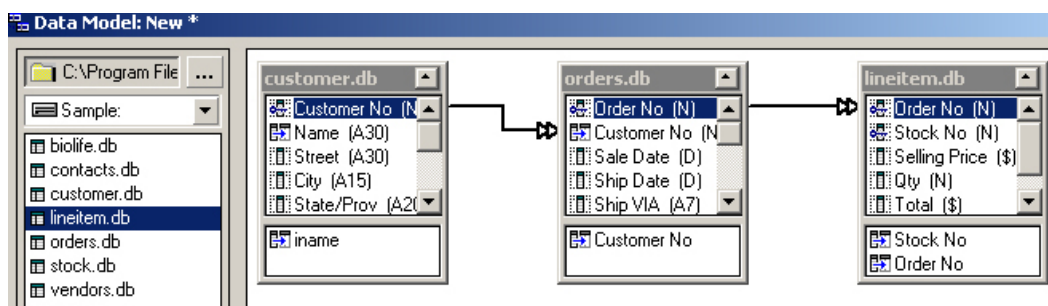 Data Model: New *
C:\Program File
...
Sample:
biolife.db
contacts.db
customer.db
lineitem.db
orders.db
stock.db
vendors.db
customer.db
Customer No (N
Name (A30)
Street (A30)
City (A15)
State/Prov (A20
iname
orders.db
Order No (N)
Customer No (N
Sale Date (D)
Ship Date (D)
Ship VIA (A7)
Customer No
lineitem.db
Order No (N)
Stock No (N)
Selling Price ($)
Qty (N)
Total ($)
Stock No
Order No